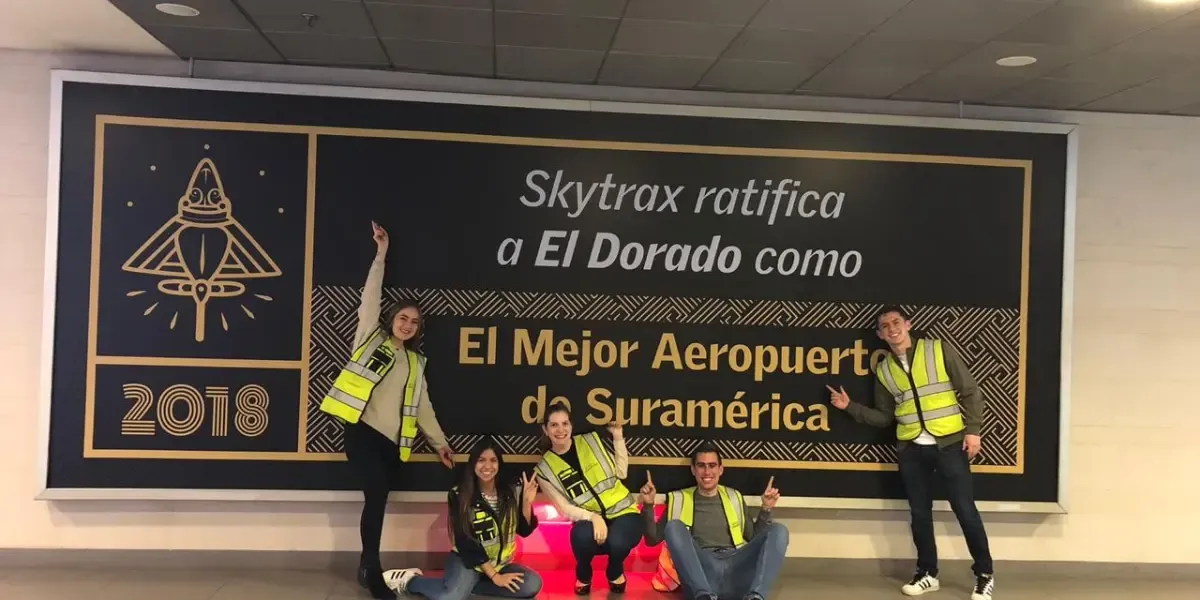 Skytrax ratifica
a El Dorado como
El Mejor Aeropuerto
de Suramérica
2018